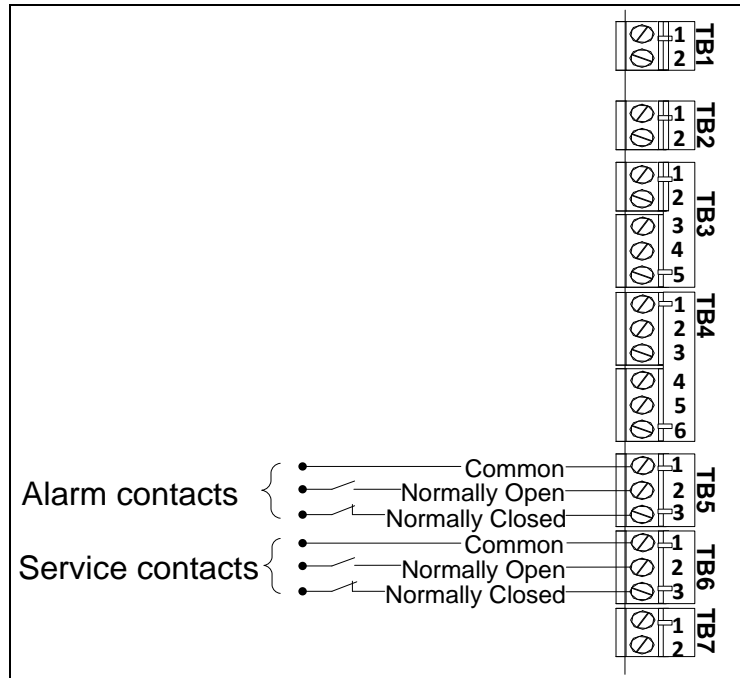 1
2
TB1
1
2
TB2
1
2
3
4
5
TB3
1
2
3
4
5
6
TB4
Alarm contacts
Common
Normally Open
Normally Closed
1
2
3
TB5
Service contacts
Common
Normally Open
Normally Closed
1
2
3
TB6
1
2
TB7